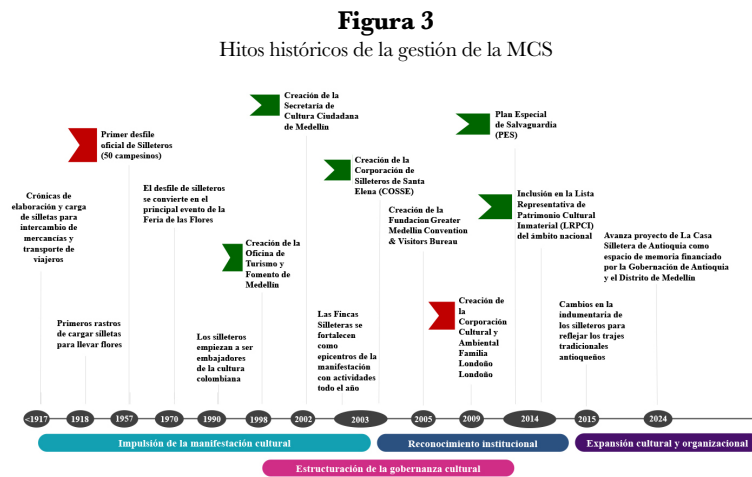 Figura 3
Hitos históricos de la gestión de la MCS
Creación de la
Secretaría de
Cultura Ciudadana
de Medellín
Plan Especial
de Salvaguardía
(PES)
Primer desfile
oficial de Silleteros
(50 campesinos)
Creación de la
Corporación de
Silleteros de Santa
Elena (COSSE)
Crónicas de
elaboración y carga
de silletas para
intercambio de
mercancías y
transporte de
viajeros
El desfile de silleteros
se convierte en el
principal evento de la
Feria de las Flores
Creación de la
Fundacion Greater
Medellín Convention
& Visitors Bureau
Inclusión en la Lista
Representativa de
Patrimonio Cultural
Inmaterial (LRPCI)
del ámbito nacional
Avanza proyecto de La Casa
Silletera de Antioquia como
espacio de memoria financiado
por la Gobernación de Antioquia
y el Distrito de Medellín
Creación de la
Oficina de
Turismo y
Fomento de
Medellín
Primeros rastros
de cargar silletas
para llevar flores
Los silleteros
empiezan a ser
embajadores
de la cultura
colombiana
Las Fincas
Silleteras se
fortalecen
como
epicentros de la
manifestación
con actividades
todo el año
Creación de
la
Corporación
Cultural y
Ambiental
Familia
Londoño
Londoño
Cambios en la
indumentaria de
los silleteros para
reflejar los trajes
tradicionales
antioqueños
<1917 1918 1957 1970 1990 1998 2002 2003 2005 2009 2014 2015 2024
Impulsión de la manifestación cultural
Reconocimiento institucional
Expansión cultural y organizacional
Estructuración de la gobernanza cultural